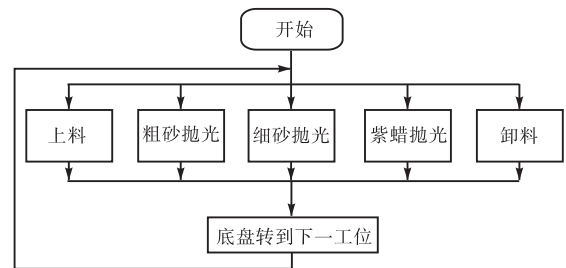 开始
上料
粗砂抛光
细砂抛光
紫蜡抛光
卸料
底盘转到下一工位